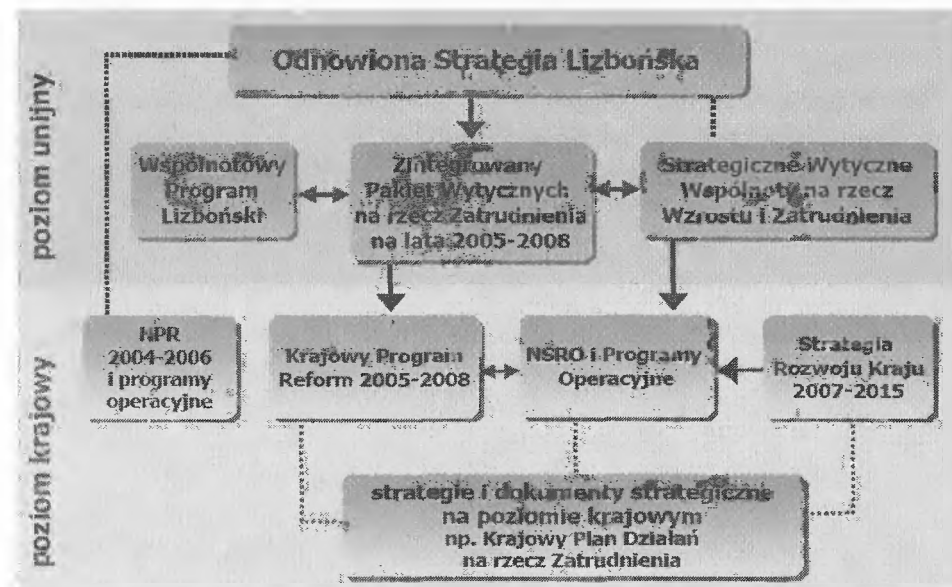 Odnowiona Strategia Lizbońska
poziom unijny
Wspólnotowy
Program
Lizboński
Zintegrowany
Pakiet Wytycznych
na rzecz Zatrudnienia
na lata 2005-2008
Strategiczne Wytyczne
Wspólnoty na rzecz
Wzrostu i Zatrudnienia
poziom krajowy
NPR
2004-2006
i programy
operacyjne
Krajowy Program
Reform 2005-2008
NSRO i Programy
Operacyjne
Strategia
Rozwoju Kraju
2007-2015
strategie i dokumenty strategiczne
na poziomie krajowym
np. Krajowy Plan Działań
na rzecz Zatrudnienia